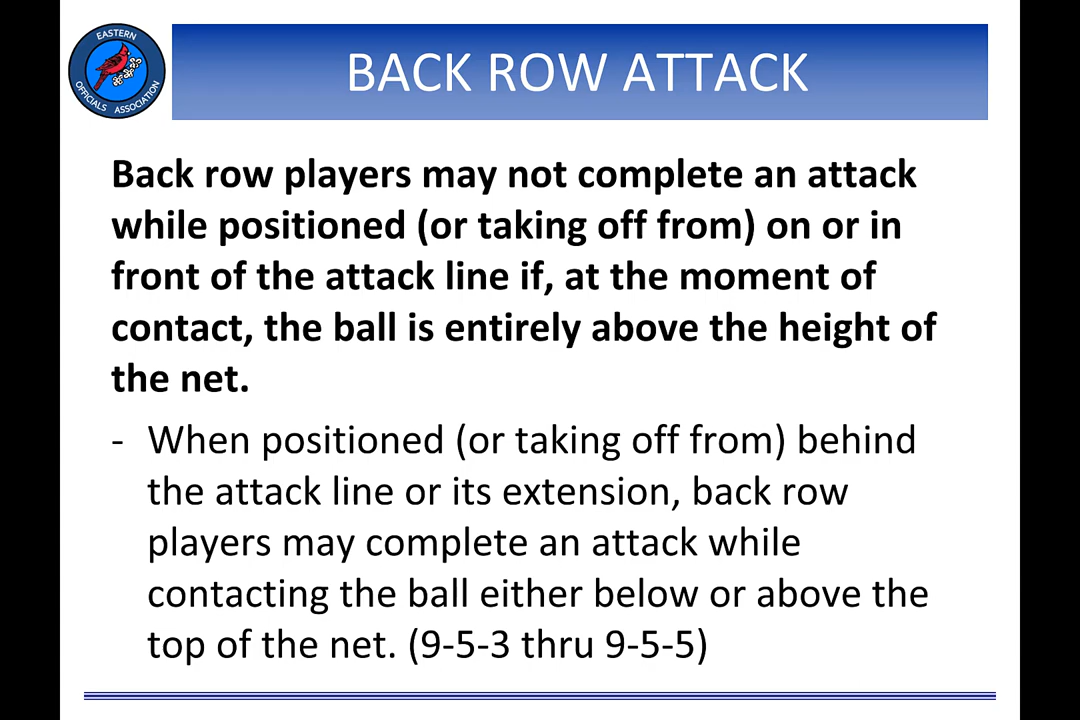 EASTERN
OFFICIALS ASSOCIATION
BACK ROW ATTACK
Back row players may not complete an attack
while positioned (or taking off from) on or in
front of the attack line if, at the moment of
contact, the ball is entirely above the height of
the net.
- When positioned (or taking off from) behind
the attack line or its extension, back row
players may complete an attack while
contacting the ball either below or above the
top of the net. (9-5-3 thru 9-5-5)